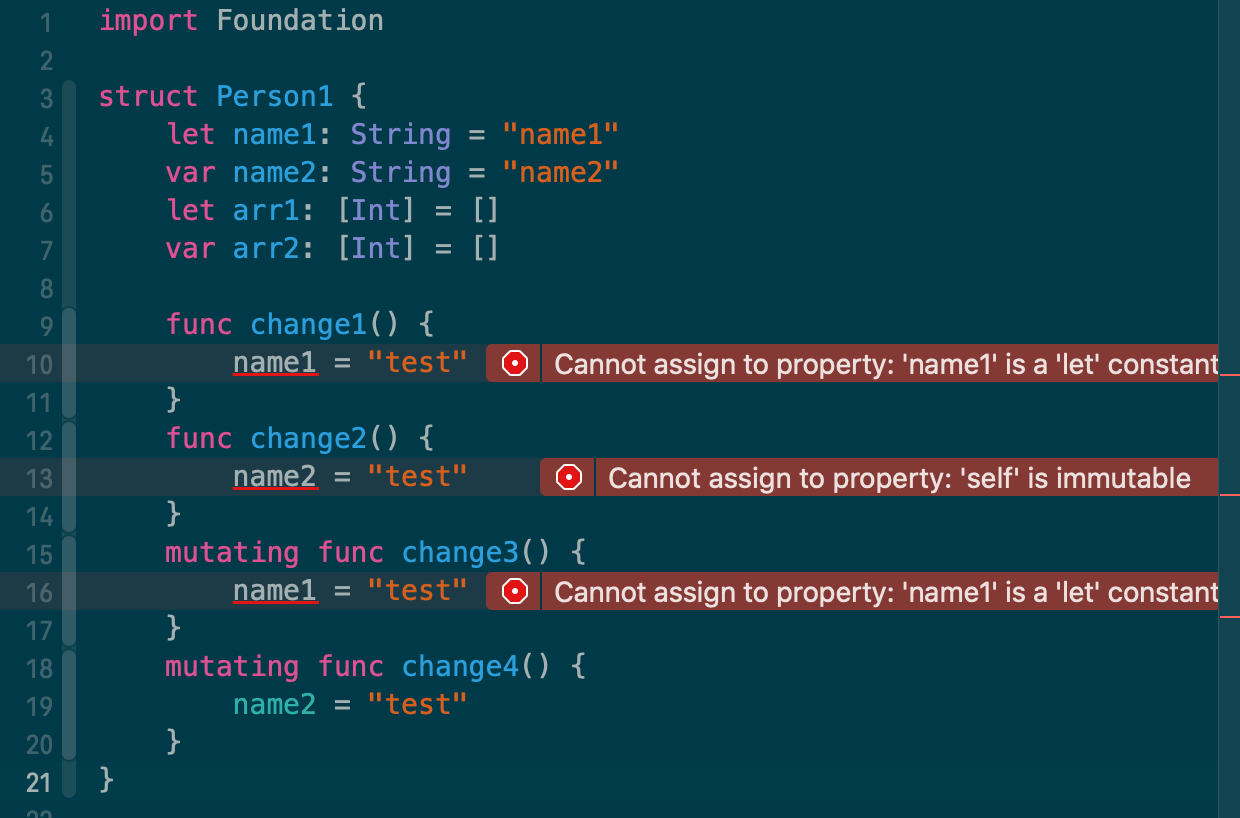 1 import Foundation
2
3 struct Person1 {
4 let name1: String = "name1"
5 var name2: String = "name2"
6 let arr1: [Int] = []
7 var arr2: [Int] = []
8
9 func change1() {
10 name1 = "test" Cannot assign to property: 'name1' is a 'let' constant
11 }
12 func change2() {
13 name2 = "test" Cannot assign to property: 'self' is immutable
14 }
15 mutating func change3() {
16 name1 = "test" Cannot assign to property: 'name1' is a 'let' constant
17 }
18 mutating func change4() {
19 name2 = "test"
20 }
21 }